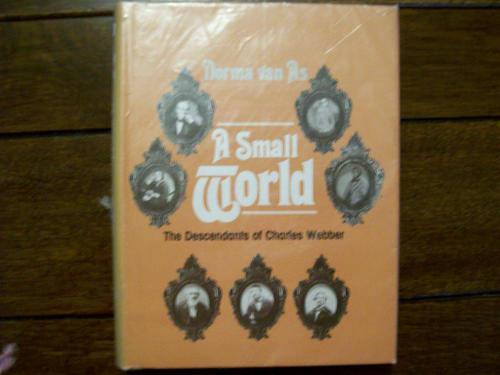 Norma van As
A Small
World
The Descendants of Charles Webber